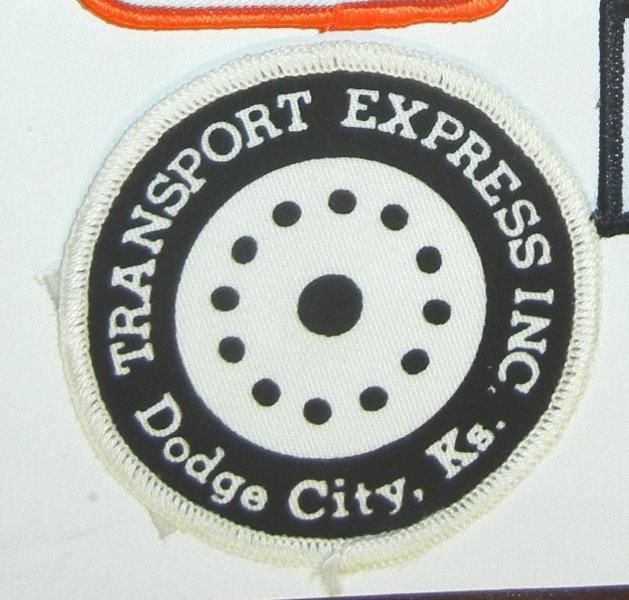 TRANSPORT EXPRESS INC.
Dodge City, Ks.